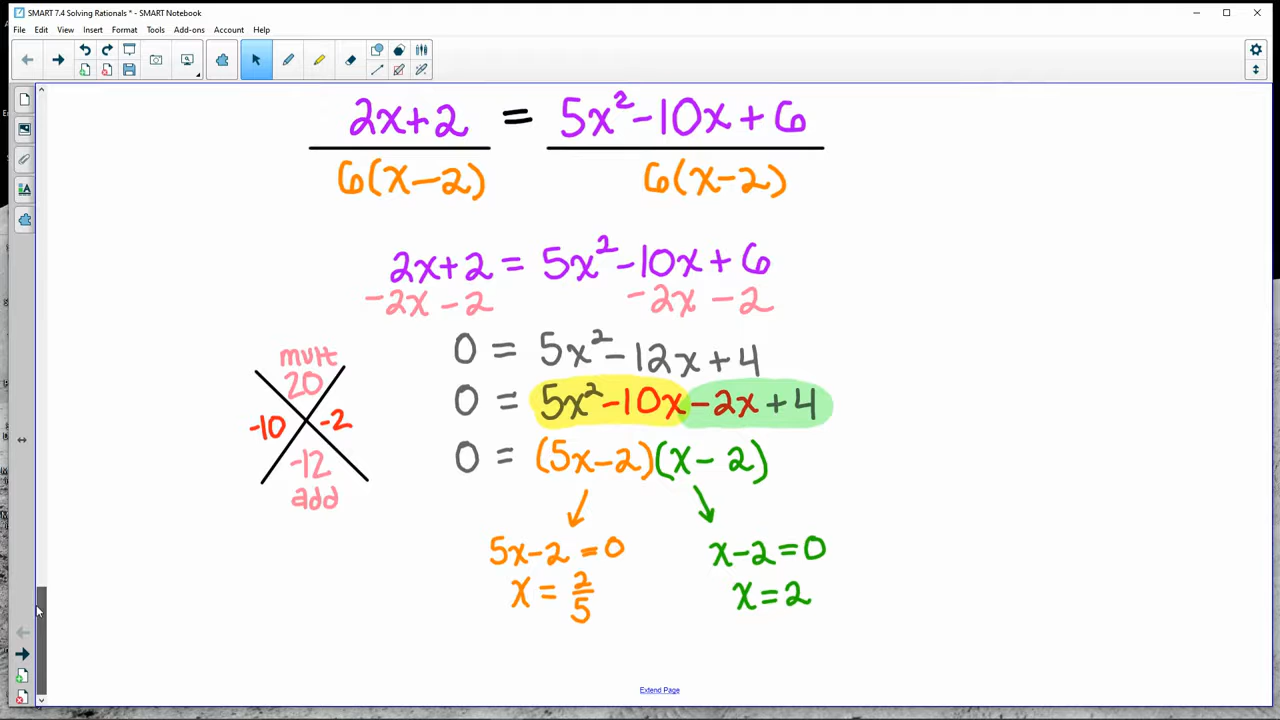 SMART 7.4 Solving Rationals * - SMART Notebook
File Edit View Insert Format Tools Add-ons Account Help
2x+2 = 5x²-10x+6
6(x-2) 6(x-2)
2x+2 = 5x²-10x+6
-2x-2 -2x-2
0 = 5x²-12x+4
mult
20
0 = 5x²-10x-2x+4
-10 -2
0 = (5x-2)(x-2)
-12
add
5x-2=0 x-2=0
x = 2/5 x=2
Extend Page